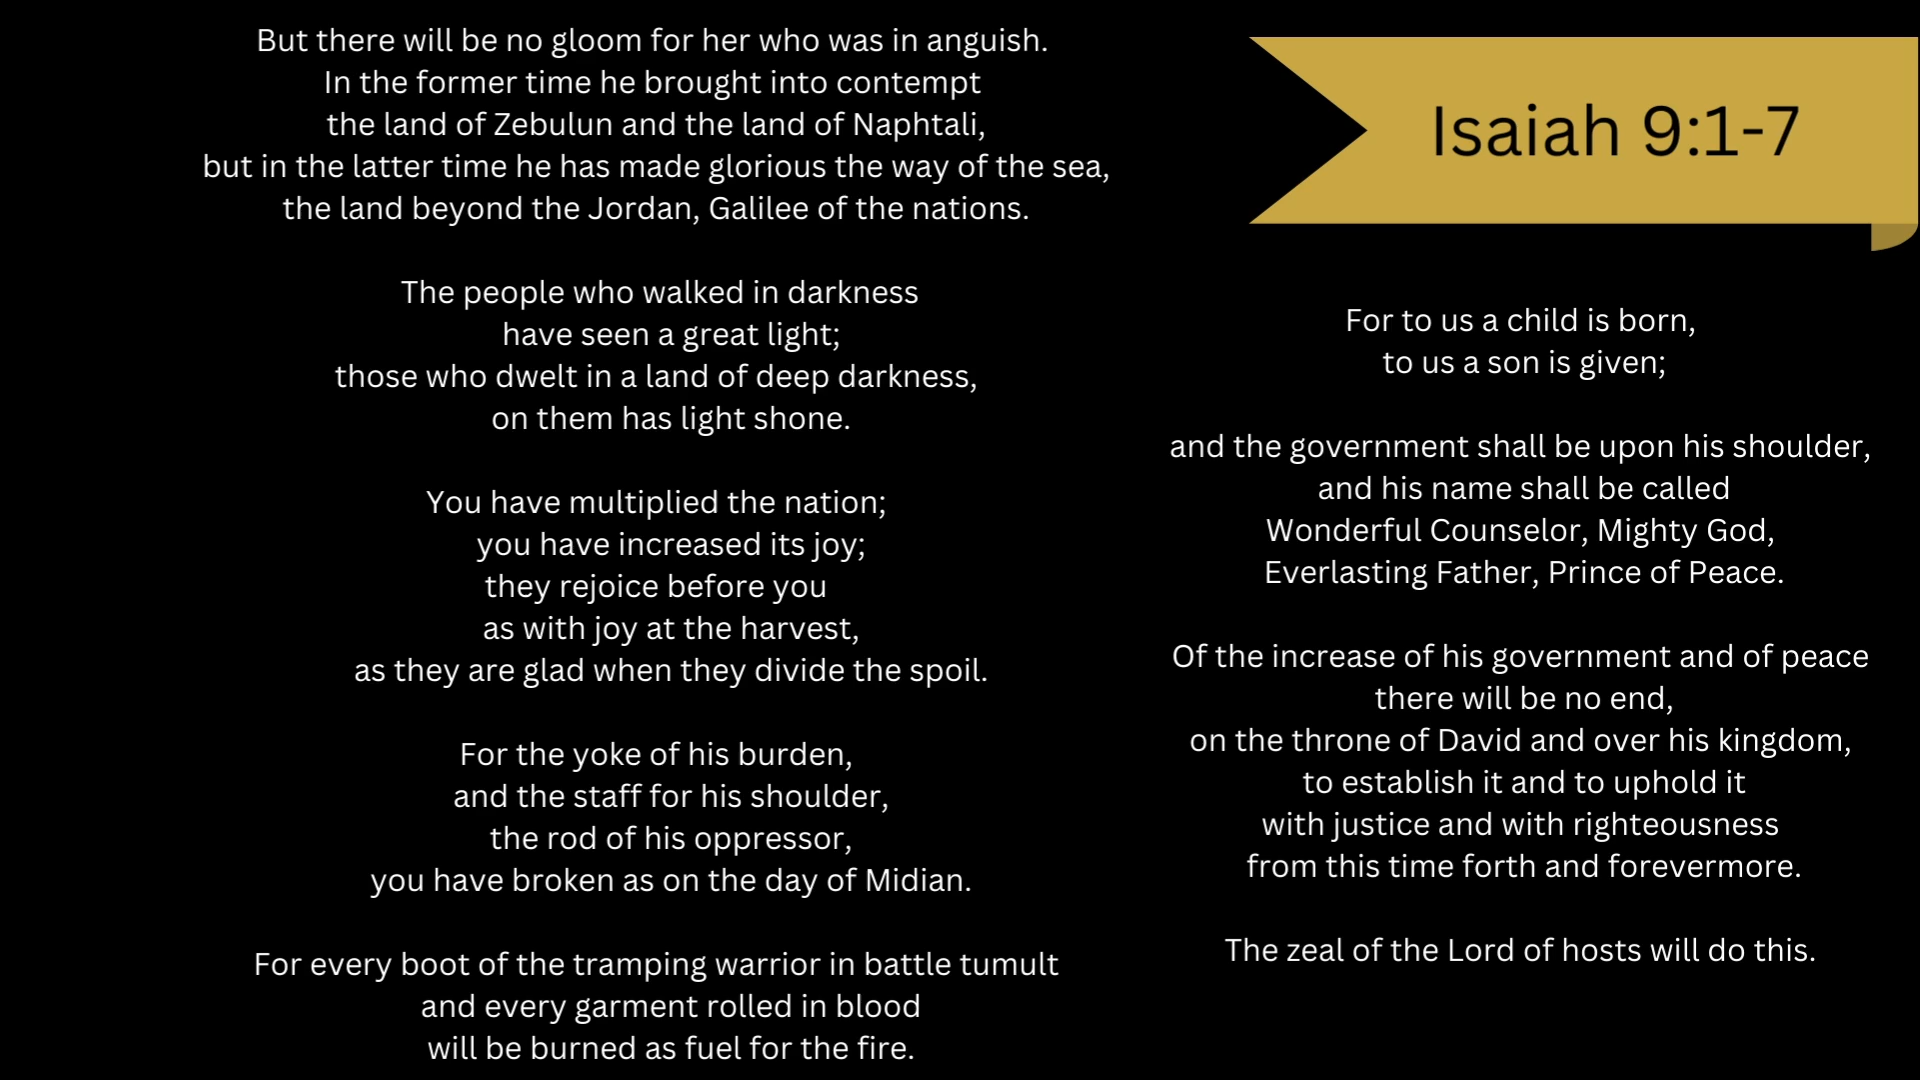 But there will be no gloom for her who was in anguish.
In the former time he brought into contempt
the land of Zebulun and the land of Naphtali,
but in the latter time he has made glorious the way of the sea,
the land beyond the Jordan, Galilee of the nations.
The people who walked in darkness
have seen a great light;
those who dwelt in a land of deep darkness,
on them has light shone.
You have multiplied the nation;
you have increased its joy;
they rejoice before you
as with joy at the harvest,
as they are glad when they divide the spoil.
For the yoke of his burden,
and the staff for his shoulder,
the rod of his oppressor,
you have broken as on the day of Midian.
For every boot of the tramping warrior in battle tumult
and every garment rolled in blood
will be burned as fuel for the fire.
Isaiah 9:1-7
For to us a child is born,
to us a son is given;
and the government shall be upon his shoulder,
and his name shall be called
Wonderful Counselor, Mighty God,
Everlasting Father, Prince of Peace.
Of the increase of his government and of peace
there will be no end,
on the throne of David and over his kingdom,
to establish it and to uphold it
with justice and with righteousness
from this time forth and forevermore.
The zeal of the Lord of hosts will do this.